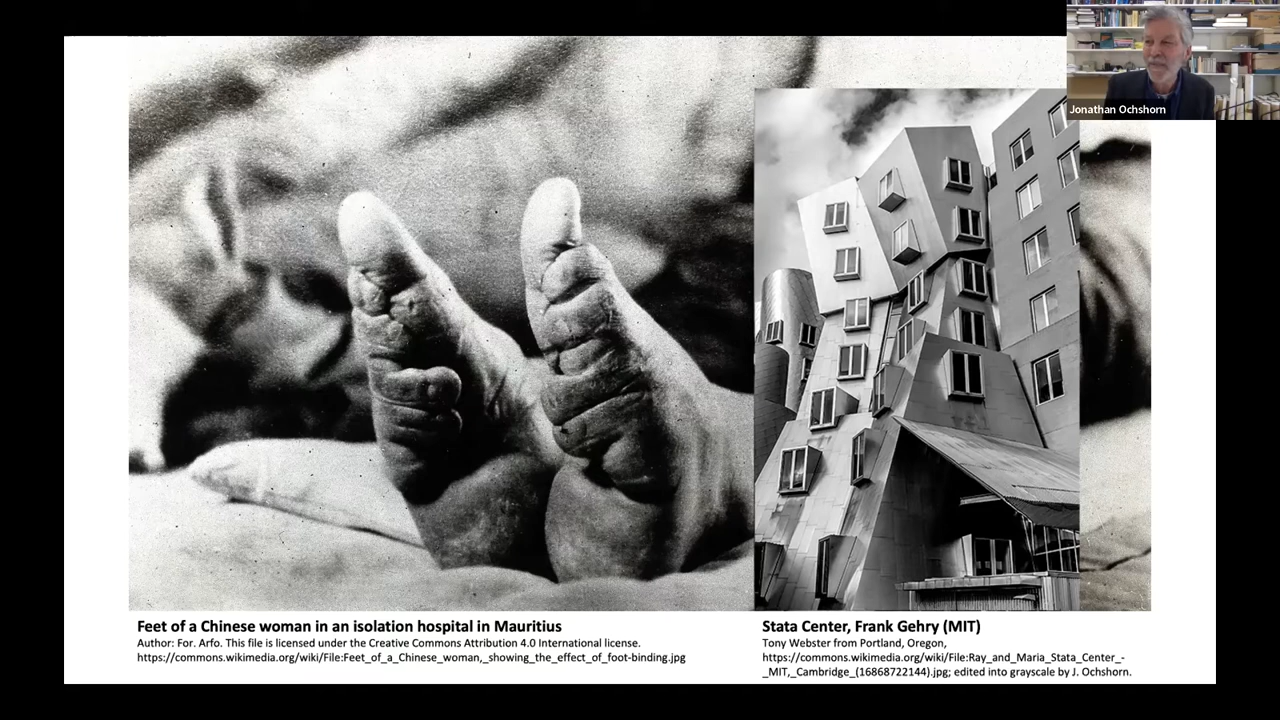 Jonathan Ochshorn
Feet of a Chinese woman in an isolation hospital in Mauritius
Author: For. Arfo. This file is licensed under the Creative Commons Attribution 4.0 International license.
https://commons.wikimedia.org/wiki/File:Feet_of_a_Chinese_woman,_showing_the_effect_of_foot-binding.jpg
Stata Center, Frank Gehry (MIT)
Tony Webster from Portland, Oregon,
https://commons.wikimedia.org/wiki/File:Ray_and_Maria_Stata_Center_-
_MIT,_Cambridge_(16868722144).jpg; edited into grayscale by J. Ochshorn.